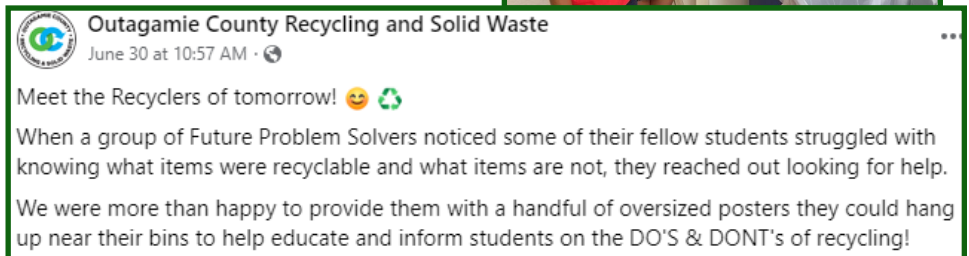 Outagamie County Recycling and Solid Waste
June 30 at 10:57 AM ·
Meet the Recyclers of tomorrow! 😊 ♻
When a group of Future Problem Solvers noticed some of their fellow students struggled with
knowing what items were recyclable and what items are not, they reached out looking for help.
We were more than happy to provide them with a handful of oversized posters they could hang
up near their bins to help educate and inform students on the DO'S & DONT's of recycling!